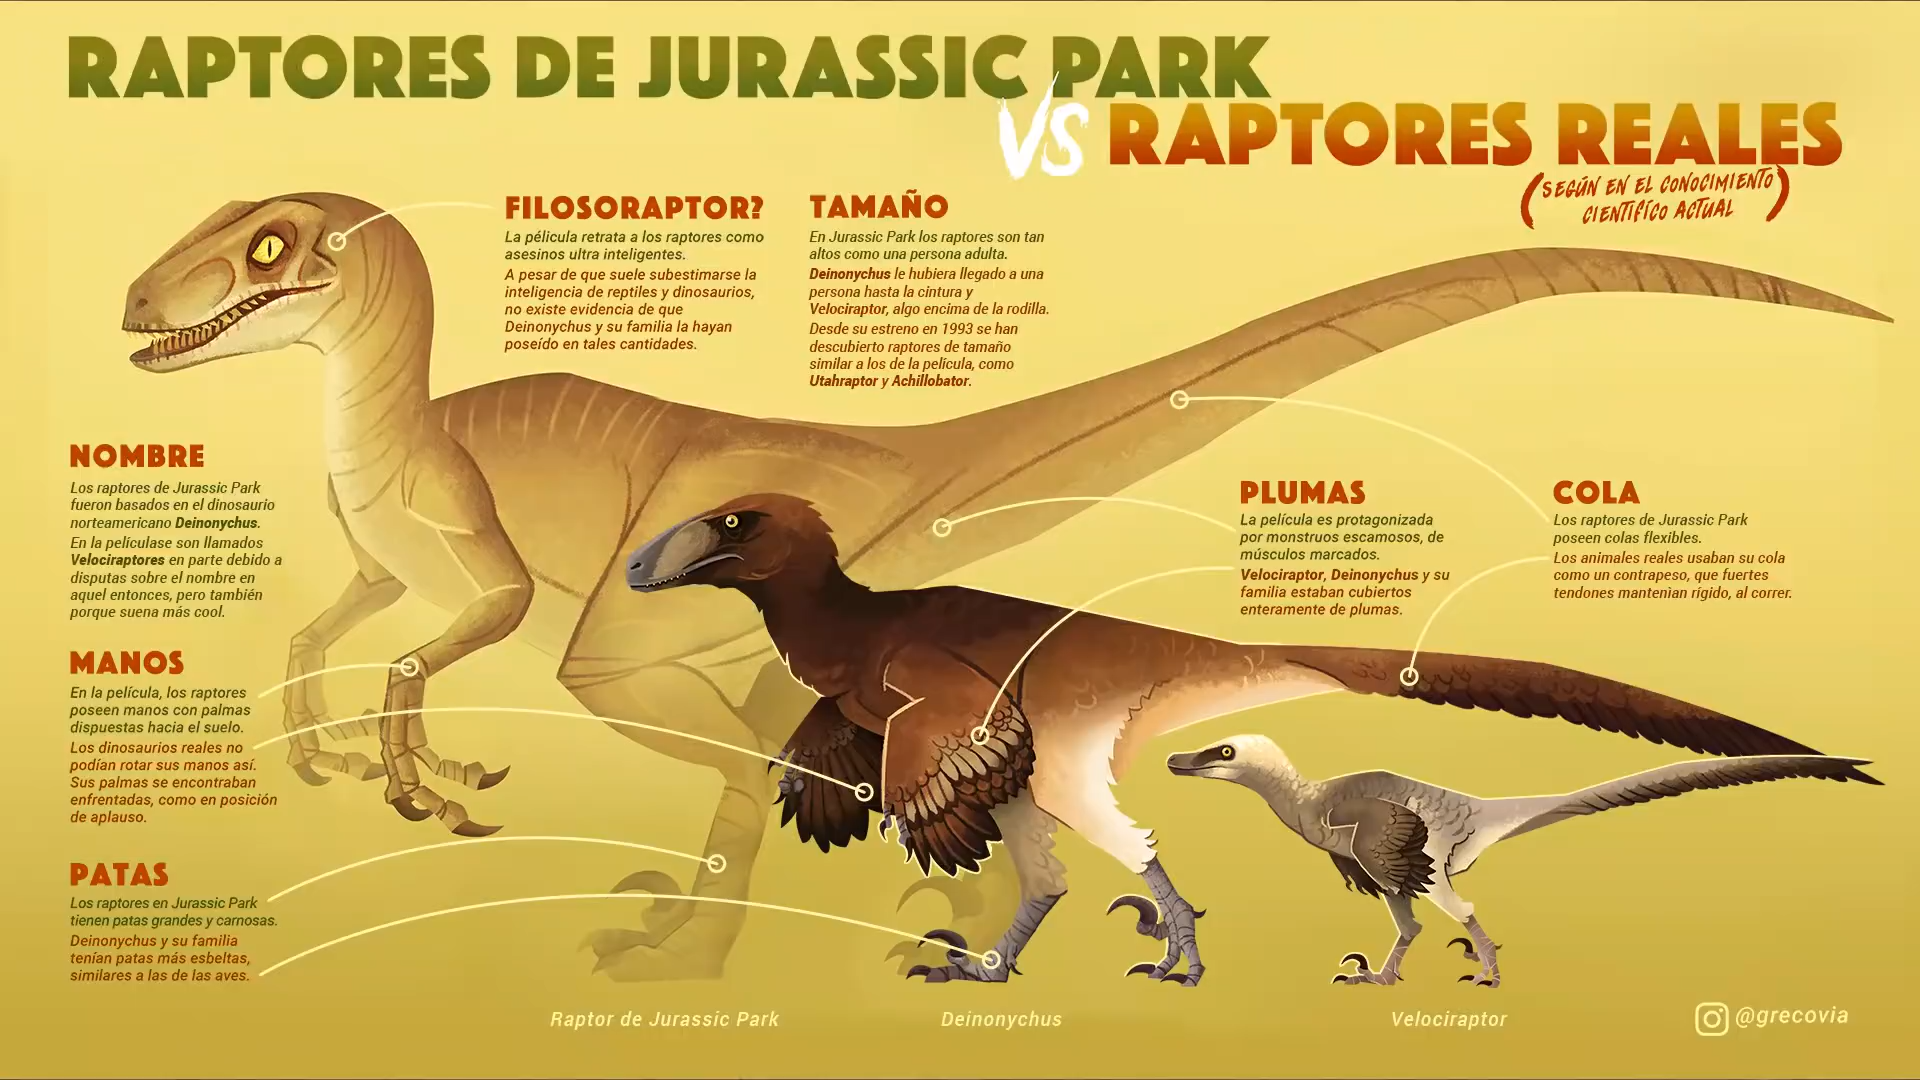 RAPTORES DE JURASSIC PARK
VS
RAPTORES REALES
(SEGÚN EN EL CONOCIMIENTO
CIENTÍFICO ACTUAL)
FILOSORAPTOR?
La pélicula retrata a los raptores como
asesinos ultra inteligentes.
A pesar de que suele subestimarse la
inteligencia de reptiles y dinosaurios,
no existe evidencia de que
Deinonychus y su familia la hayan
poseído en tales cantidades.
TAMAÑO
En Jurassic Park los raptores son tan
altos como una persona adulta.
Deinonychus le hubiera llegado a una
persona hasta la cintura y
Velociraptor, algo encima de la rodilla.
Desde su estreno en 1993 se han
descubierto raptores de tamaño
similar a los de la película, como
Utahraptor y Achillobator.
NOMBRE
Los raptores de Jurassic Park
fueron basados en el dinosaurio
norteamericano Deinonychus.
En la películase son llamados
Velociraptores en parte debido a
disputas sobre el nombre en
aquel entonces, pero también
porque suena más cool.
MANOS
En la película, los raptores
poseen manos con palmas
dispuestas hacia el suelo.
Los dinosaurios reales no
podían rotar sus manos así.
Sus palmas se encontraban
enfrentadas, como en posición
de aplauso.
PATAS
Los raptores en Jurassic Park
tienen patas grandes y carnosas.
Deinonychus y su familia
tenían patas más esbeltas,
similares a las de las aves.
PLUMAS
La película es protagonizada
por monstruos escamosos, de
músculos marcados.
Velociraptor, Deinonychus y su
familia estaban cubiertos
enteramente de plumas.
COLA
Los raptores de Jurassic Park
poseen colas flexibles.
Los animales reales usaban su cola
como un contrapeso, que fuertes
tendones mantenìan rígido, al correr.
Raptor de Jurassic Park
Deinonychus
Velociraptor
@grecovia